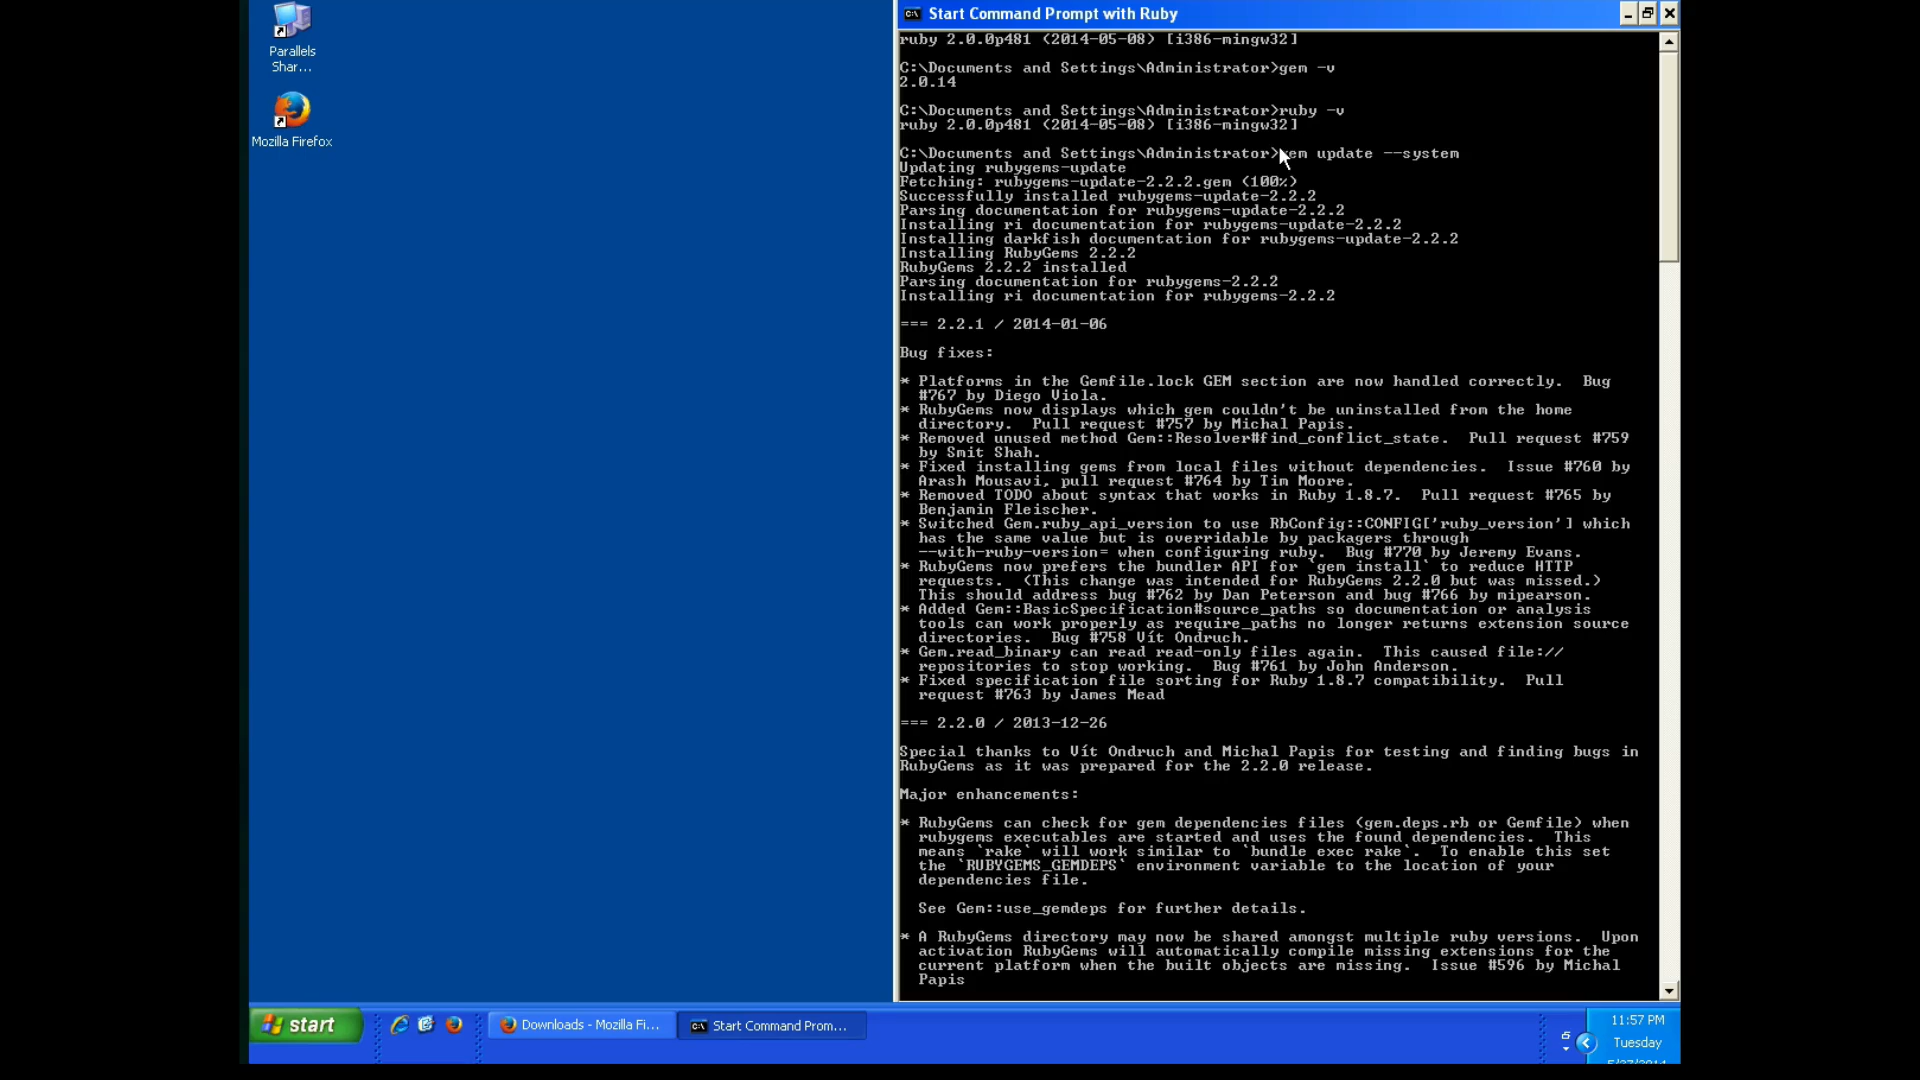 Parallels
Shar...
Mozilla Firefox
Start Command Prompt with Ruby
ruby 2.0.0p481 (2014-05-08) [i386-mingw32]
C:\Documents and Settings\Administrator>gem -v
2.0.14
C:\Documents and Settings\Administrator>ruby -v
ruby 2.0.0p481 (2014-05-08) [i386-mingw32]
C:\Documents and Settings\Administrator>gem update --system
Updating rubygems-update
Fetching: rubygems-update-2.2.2.gem (100%)
Successfully installed rubygems-update-2.2.2
Parsing documentation for rubygems-update-2.2.2
Installing ri documentation for rubygems-update-2.2.2
Installing darkfish documentation for rubygems-update-2.2.2
Installing RubyGems 2.2.2
RubyGems 2.2.2 installed
Parsing documentation for rubygems-2.2.2
Installing ri documentation for rubygems-2.2.2
=== 2.2.1 / 2014-01-06
Bug fixes:
* Platforms in the Gemfile.lock GEM section are now handled correctly.  Bug
#767 by Diego Viola.
* RubyGems now displays which gem couldn't be uninstalled from the home
directory.  Pull request #757 by Michal Papis.
* Removed unused method Gem::Resolver#find_conflict_state.  Pull request #759
by Smit Shah.
* Fixed installing gems from local files without dependencies.  Issue #760 by
Arash Mousavi, pull request #764 by Tim Moore.
* Removed TODO about syntax that works in Ruby 1.8.7.  Pull request #765 by
Benjamin Fleischer.
* Switched Gem.ruby_api_version to use RbConfig::CONFIG['ruby_version'] which
has the same value but is overridable by packagers through
--with-ruby-version= when configuring ruby.  Bug #770 by Jeremy Evans.
* RubyGems now prefers the bundler API for `gem install` to reduce HTTP
requests.  (This change was intended for RubyGems 2.2.0 but was missed.)
This should address bug #762 by Dan Peterson and bug #766 by mipearson.
* Added Gem::BasicSpecification#source_paths so documentation or analysis
tools can work properly as require_paths no longer returns extension source
directories.  Bug #758 Vít Ondruch.
* Gem.read_binary can read read-only files again.  This caused file://
repositories to stop working.  Bug #761 by John Anderson.
* Fixed specification file sorting for Ruby 1.8.7 compatibility.  Pull
request #763 by James Mead
=== 2.2.0 / 2013-12-26
Special thanks to Vít Ondruch and Michal Papis for testing and finding bugs in
RubyGems as it was prepared for the 2.2.0 release.
Major enhancements:
* RubyGems can check for gem dependencies files (gem.deps.rb or Gemfile) when
rubygems executables are started and uses the found dependencies.  This
means `rake` will work similar to `bundle exec rake`.  To enable this set
the `RUBYGEMS_GEMDEPS` environment variable to the location of your
dependencies file.
See Gem::use_gemdeps for further details.
* A RubyGems directory may now be shared amongst multiple ruby versions.  Upon
activation RubyGems will automatically compile missing extensions for the
current platform when the built objects are missing.  Issue #596 by Michal
Papis
start
Downloads - Mozilla Fi...
Start Command Prom...
11:57 PM
Tuesday